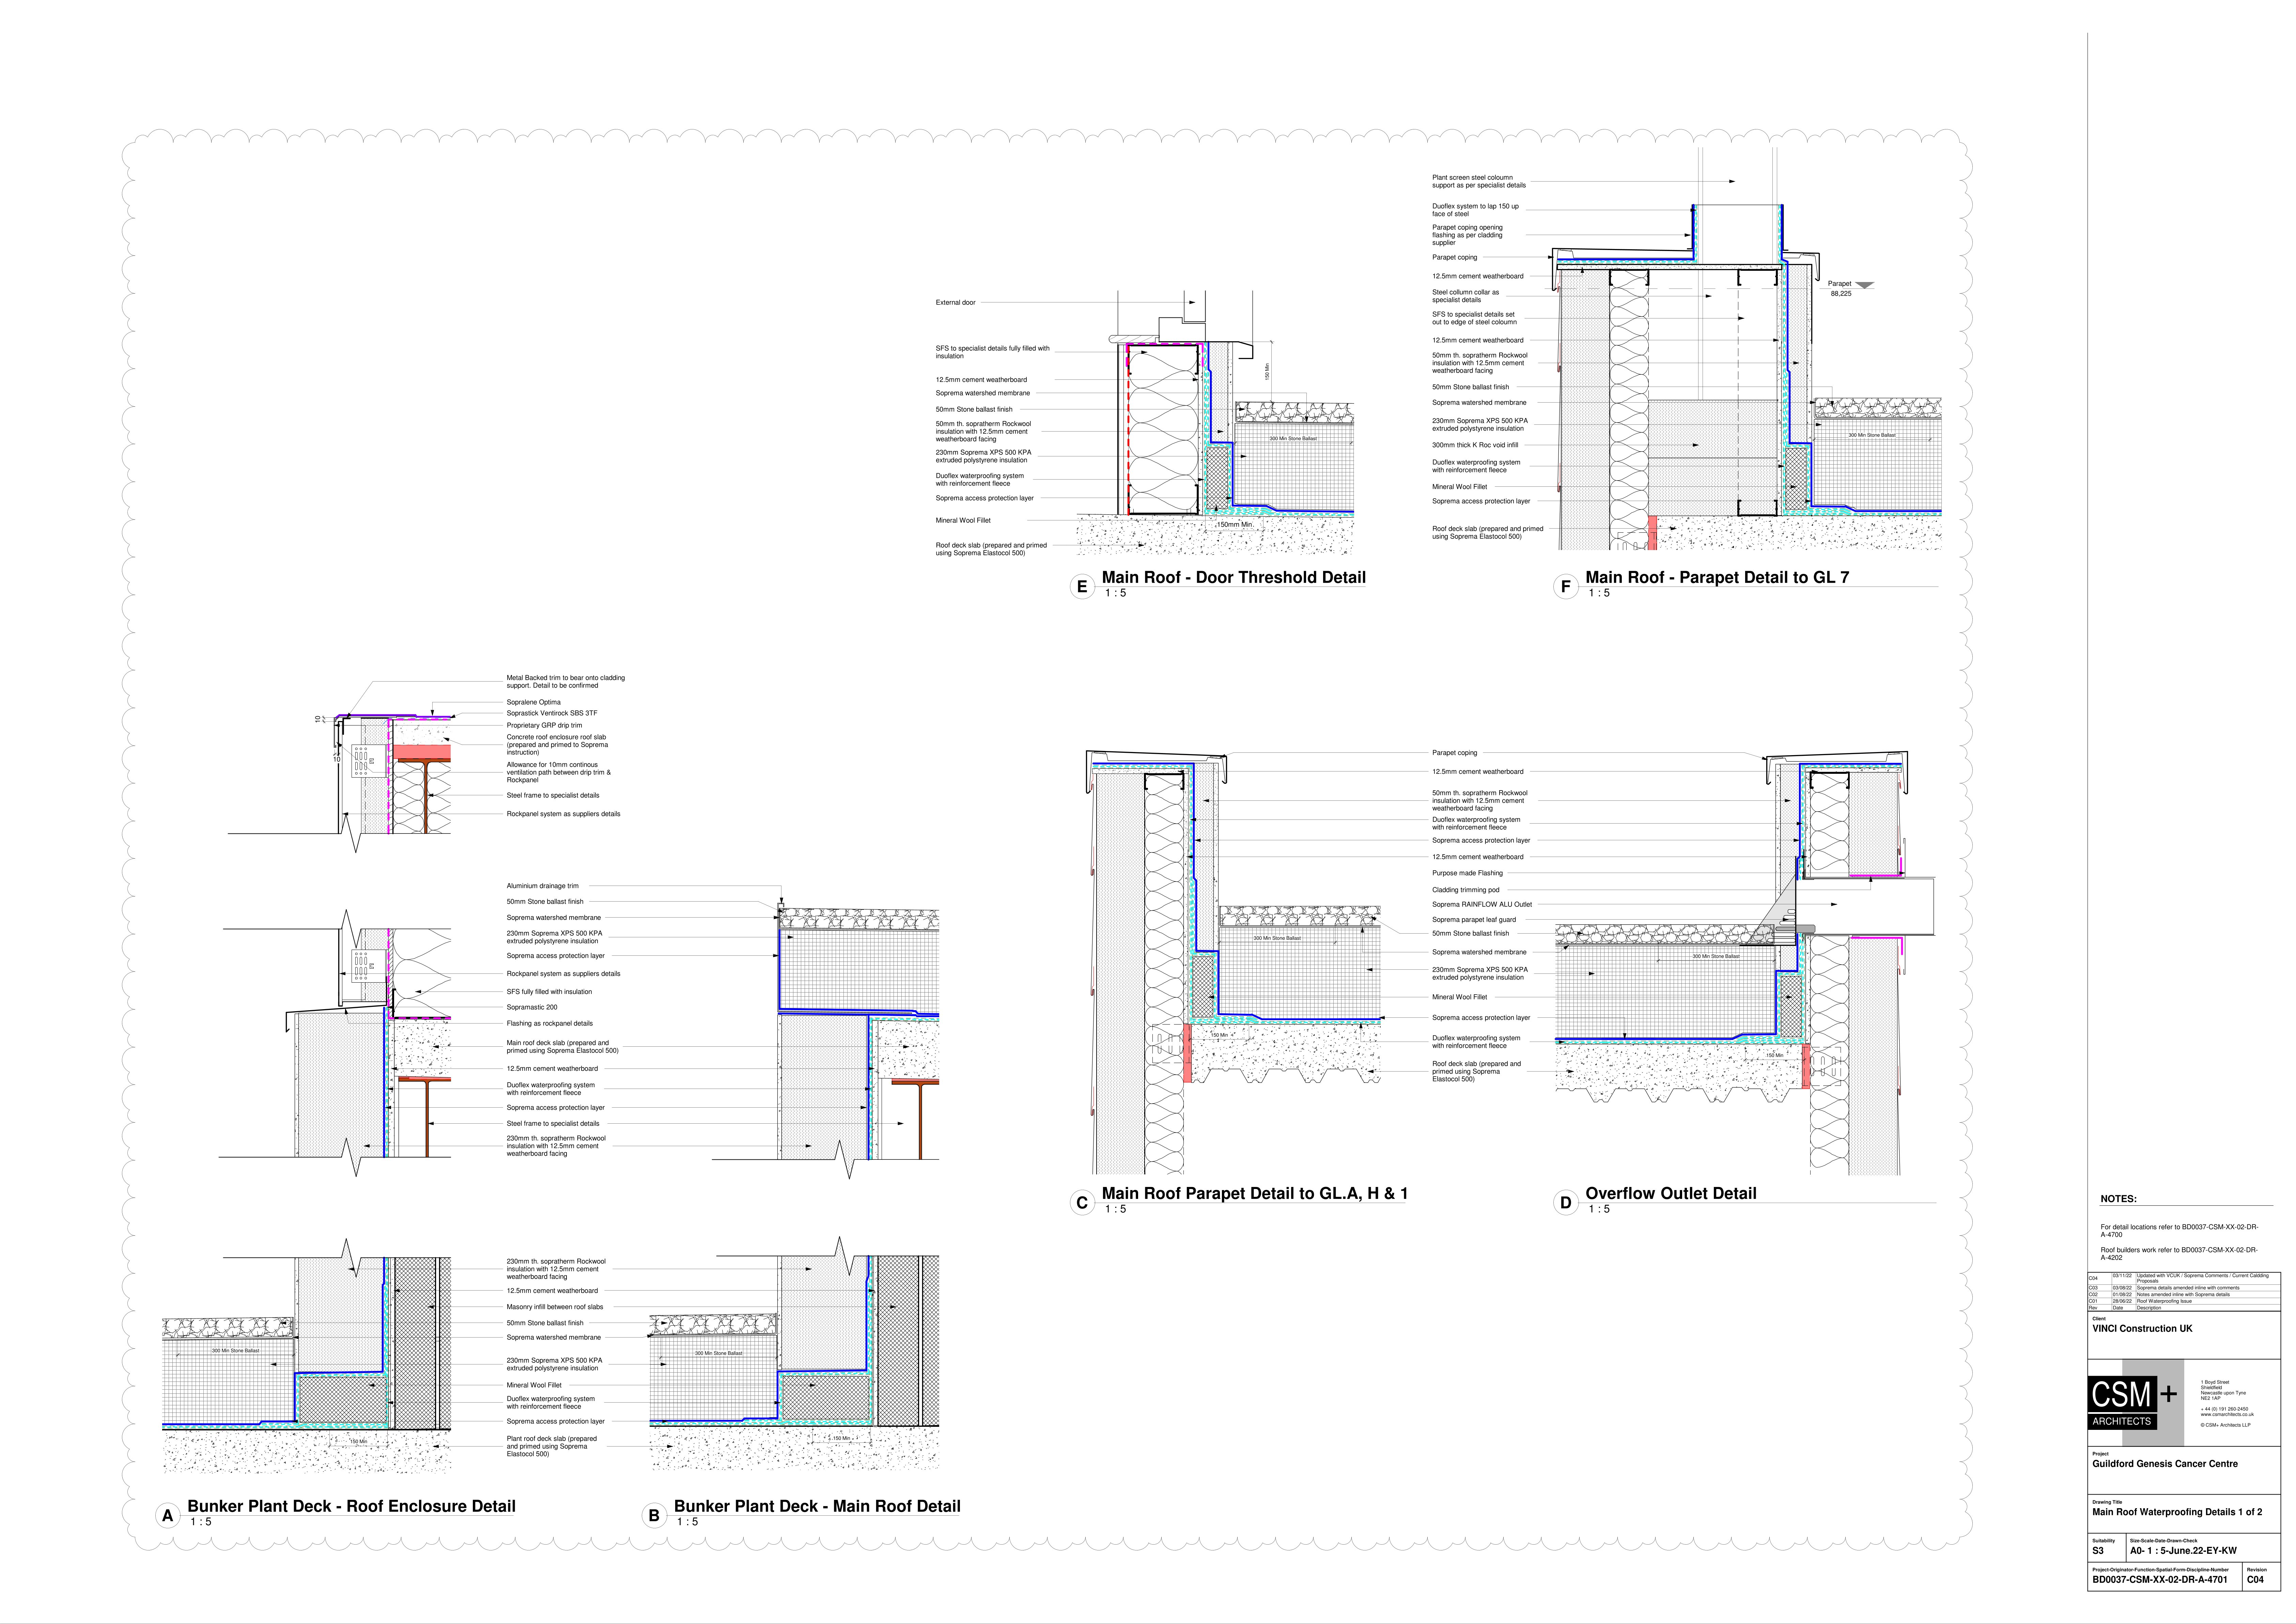 Plant screen steel coloumn
support as per specialist details
Duoflex system to lap 150 up
face of steel
Parapet coping opening
flashing as per cladding
supplier
Parapet coping
12.5mm cement weatherboard
Steel collumn collar as
specialist details
SFS to specialist details set
out to edge of steel coloumn
12.5mm cement weatherboard
50mm th. sopratherm Rockwool
insulation with 12.5mm cement
weatherboard facing
50mm Stone ballast finish
Soprema watershed membrane
230mm Soprema XPS 500 KPA
extruded polystyrene insulation
300mm thick K Roc void infill
Duoflex waterproofing system
with reinforcement fleece
Mineral Wool Fillet
Soprema access protection layer
Roof deck slab (prepared and primed
using Soprema Elastocol 500)
Parapet
88,225
300 Min Stone Ballast
F
Main Roof - Parapet Detail to GL 7
1 : 5
External door
SFS to specialist details fully filled with
insulation
12.5mm cement weatherboard
Soprema watershed membrane
50mm Stone ballast finish
50mm th. sopratherm Rockwool
insulation with 12.5mm cement
weatherboard facing
230mm Soprema XPS 500 KPA
extruded polystyrene insulation
Duoflex waterproofing system
with reinforcement fleece
Soprema access protection layer
Mineral Wool Fillet
Roof deck slab (prepared and primed
using Soprema Elastocol 500)
150 Min
300 Min Stone Ballast
150mm Min
E
Main Roof - Door Threshold Detail
1 : 5
Metal Backed trim to bear onto cladding
support. Detail to be confirmed
Sopralene Optima
Soprastick Ventirock SBS 3TF
Proprietary GRP drip trim
Concrete roof enclosure roof slab
(prepared and primed to Soprema
instruction)
Allowance for 10mm continous
ventilation path between drip trim &
Rockpanel
Steel frame to specialist details
Rockpanel system as suppliers details
10
10
Aluminium drainage trim
50mm Stone ballast finish
Soprema watershed membrane
230mm Soprema XPS 500 KPA
extruded polystyrene insulation
Soprema access protection layer
Rockpanel system as suppliers details
SFS fully filled with insulation
Sopramastic 200
Flashing as rockpanel details
Main roof deck slab (prepared and
primed using Soprema Elastocol 500)
12.5mm cement weatherboard
Duoflex waterproofing system
with reinforcement fleece
Soprema access protection layer
Steel frame to specialist details
230mm th. sopratherm Rockwool
insulation with 12.5mm cement
weatherboard facing
230mm th. sopratherm Rockwool
insulation with 12.5mm cement
weatherboard facing
12.5mm cement weatherboard
Masonry infill between roof slabs
50mm Stone ballast finish
Soprema watershed membrane
230mm Soprema XPS 500 KPA
extruded polystyrene insulation
Mineral Wool Fillet
Duoflex waterproofing system
with reinforcement fleece
Soprema access protection layer
Plant roof deck slab (prepared
and primed using Soprema
Elastocol 500)
300 Min Stone Ballast
150 Min
300 Min Stone Ballast
150 Min
A
Bunker Plant Deck - Roof Enclosure Detail
1 : 5
B
Bunker Plant Deck - Main Roof Detail
1 : 5
Parapet coping
12.5mm cement weatherboard
50mm th. sopratherm Rockwool
insulation with 12.5mm cement
weatherboard facing
Duoflex waterproofing system
with reinforcement fleece
Soprema access protection layer
12.5mm cement weatherboard
Purpose made Flashing
Cladding trimming pod
Soprema RAINFLOW ALU Outlet
Soprema parapet leaf guard
50mm Stone ballast finish
Soprema watershed membrane
230mm Soprema XPS 500 KPA
extruded polystyrene insulation
Mineral Wool Fillet
Soprema access protection layer
Duoflex waterproofing system
with reinforcement fleece
Roof deck slab (prepared and
primed using Soprema
Elastocol 500)
300 Min Stone Ballast
150 Min
300 Min Stone Ballast
150 Min
C
Main Roof Parapet Detail to GL.A, H & 1
1 : 5
D
Overflow Outlet Detail
1 : 5
NOTES:
For detail locations refer to BD0037-CSM-XX-02-DR-
A-4700
Roof builders work refer to BD0037-CSM-XX-02-DR-
A-4202
C04 03/11/22 Updated with VCUK / Soprema Comments / Current Caldding
Proposals
C03 03/08/22 Soprema details amended inline with comments
C02 01/08/22 Notes amended inline with Soprema details
C01 28/06/22 Roof Waterproofing Issue
Rev Date Description
Client
VINCI Construction UK
CSM+
ARCHITECTS
1 Boyd Street
Shieldfield
Newcastle upon Tyne
NE2 1AP
+ 44 (0) 191 260-2450
www.csmarchitects.co.uk
© CSM+ Architects LLP
Project
Guildford Genesis Cancer Centre
Drawing Title
Main Roof Waterproofing Details 1 of 2
Suitability
S3
Size-Scale-Date-Drawn-Check
A0- 1 : 5-June.22-EY-KW
Project-Originator-Function-Spatial-Form-Discipline-Number
BD0037-CSM-XX-02-DR-A-4701
Revision
C04